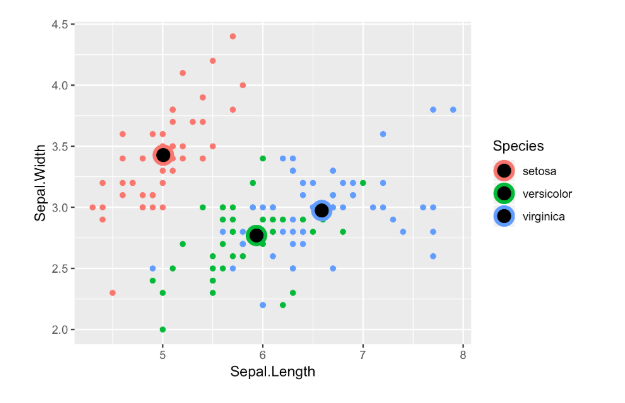 4.5
4.0
3.5
3.0
2.5
2.0
Sepal.Width
5 6 7 8
Sepal.Length
Species
setosa
versicolor
virginica